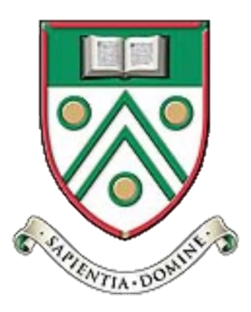 · SAPIENTIA · DOMINE ·